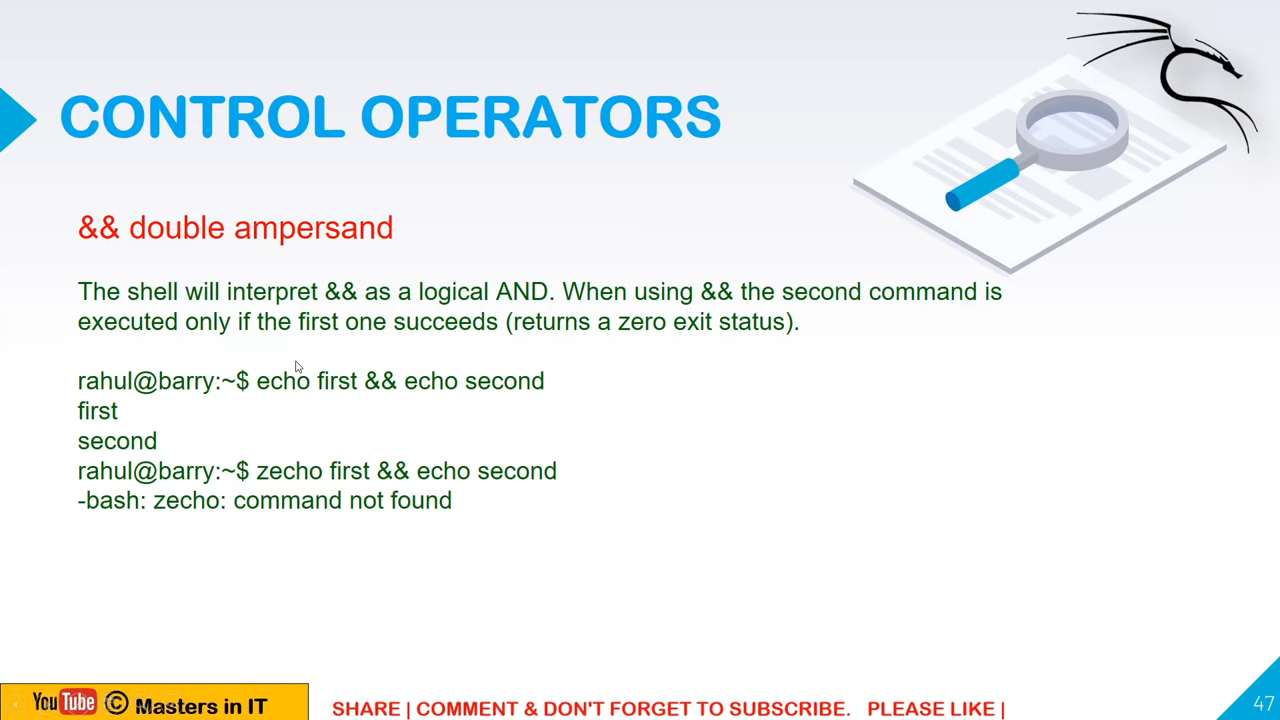 CONTROL OPERATORS
&& double ampersand
The shell will interpret && as a logical AND. When using && the second command is
executed only if the first one succeeds (returns a zero exit status).
rahul@barry:~$ echo first && echo second
first
second
rahul@barry:~$ zecho first && echo second
-bash: zecho: command not found
YouTube © Masters in IT
SHARE | COMMENT & DON'T FORGET TO SUBSCRIBE. PLEASE LIKE |
47